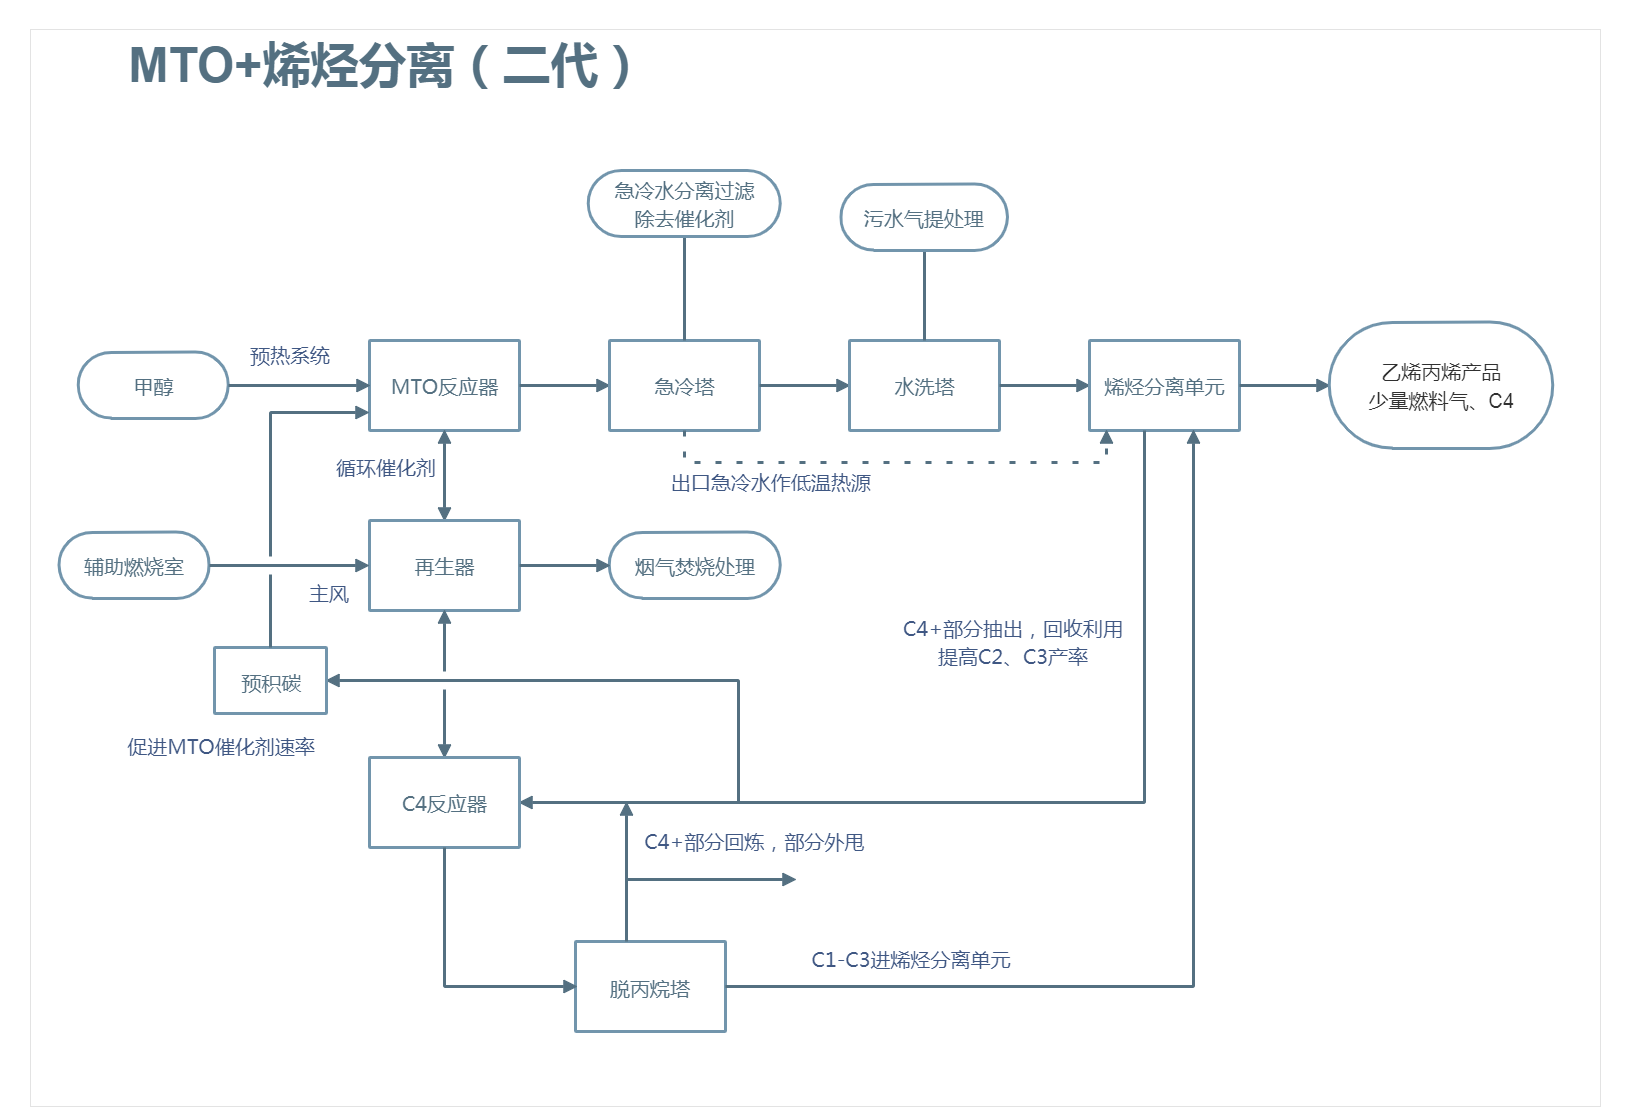 MTO+烯烃分离（二代）
急冷水分离过滤
除去催化剂
污水气提处理
甲醇
预热系统
MTO反应器
急冷塔
水洗塔
烯烃分离单元
乙烯丙烯产品
少量燃料气、C4
循环催化剂
出口急冷水作低温热源
辅助燃烧室
主风
再生器
烟气焚烧处理
C4+部分抽出，回收利用
提高C2、C3产率
预积碳
促进MTO催化剂速率
C4反应器
C4+部分回炼，部分外甩
脱丙烷塔
C1-C3进烯烃分离单元